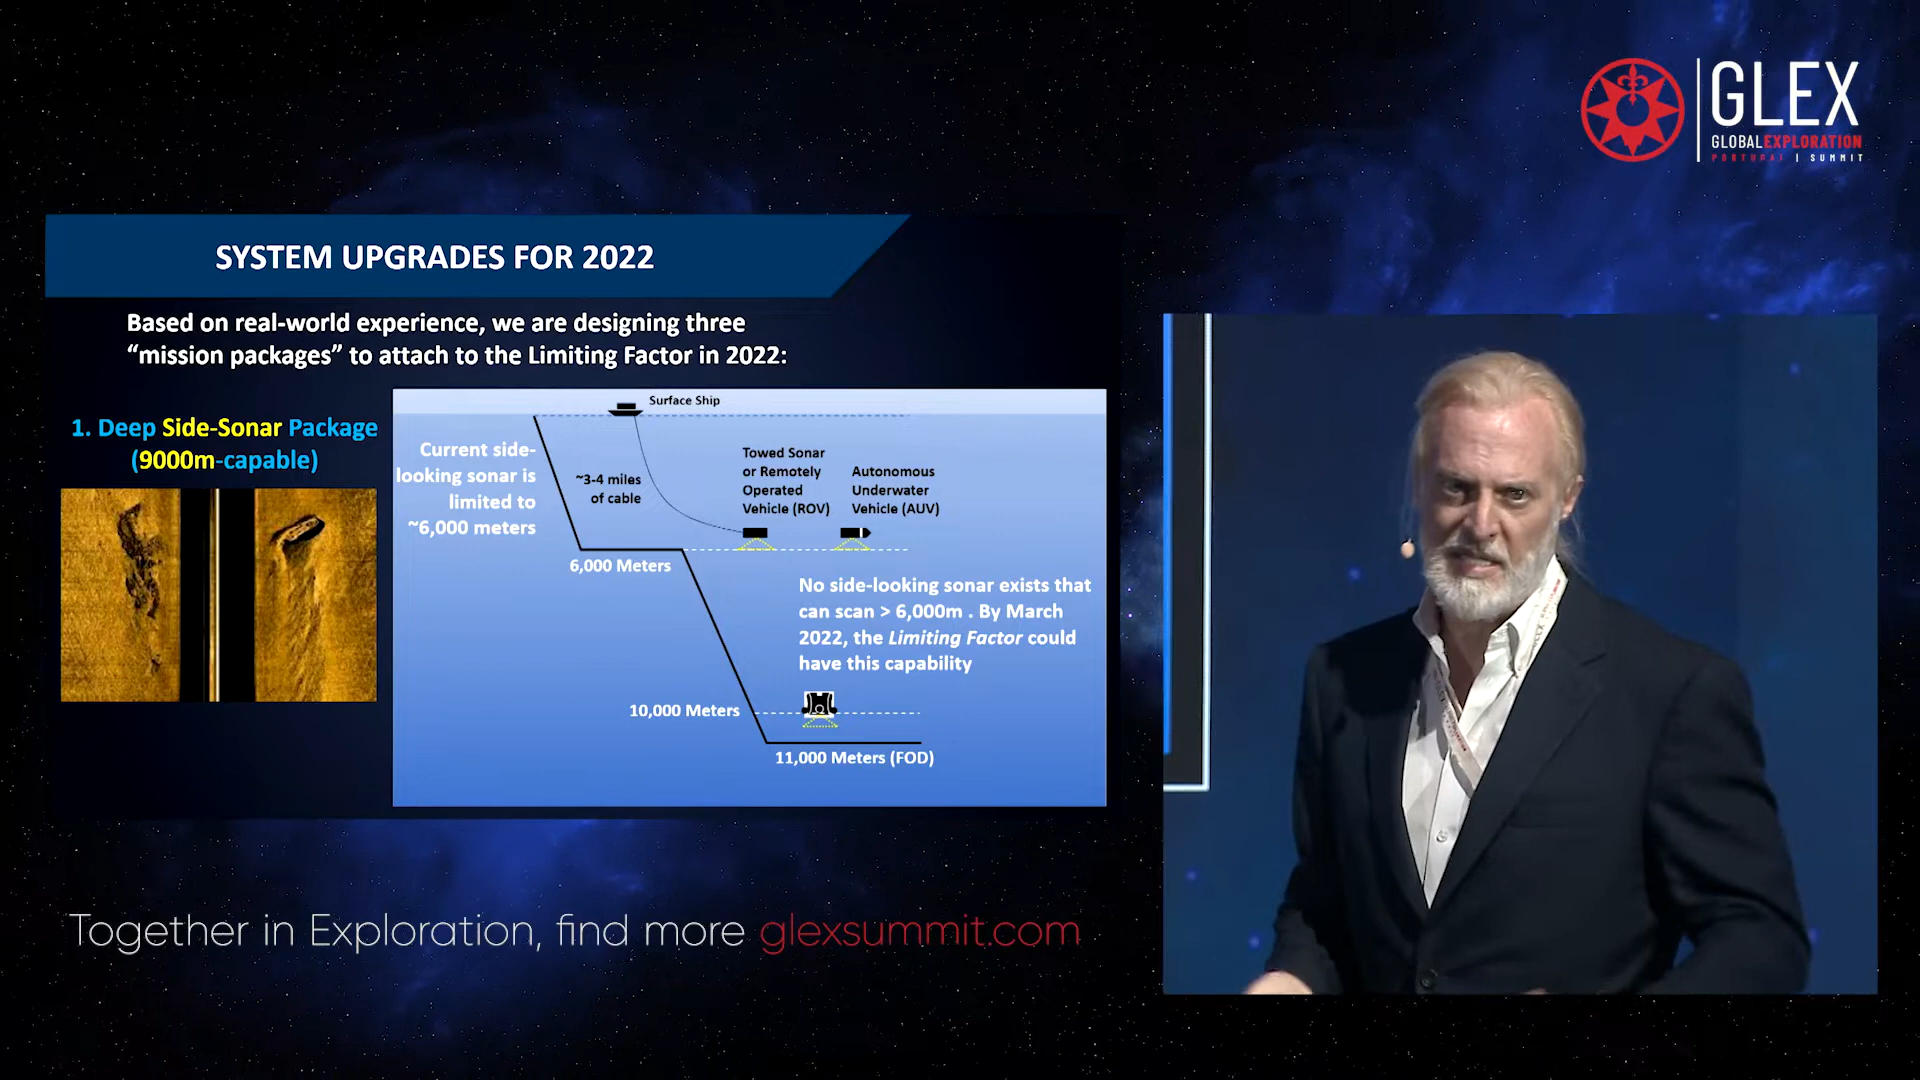 GLEX
GLOBALEXPLORATION
PORTUGAL | SUMMIT
SYSTEM UPGRADES FOR 2022
Based on real-world experience, we are designing three
“mission packages” to attach to the Limiting Factor in 2022:
1. Deep Side-Sonar Package
(9000m-capable)
Surface Ship
Current side-
looking sonar is
limited to
~6,000 meters
~3-4 miles
of cable
Towed Sonar
or Remotely
Operated
Vehicle (ROV)
Autonomous
Underwater
Vehicle (AUV)
6,000 Meters
No side-looking sonar exists that
can scan > 6,000m . By March
2022, the Limiting Factor could
have this capability
10,000 Meters
11,000 Meters (FOD)
Together in Exploration, find more glexsummit.com